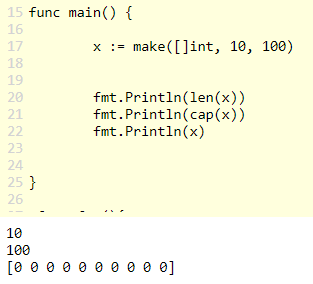 15 func main() {
16
17 x := make([]int, 10, 100)
18
19
20 fmt.Println(len(x))
21 fmt.Println(cap(x))
22 fmt.Println(x)
23
24
25 }
26
10
100
[0 0 0 0 0 0 0 0 0 0]